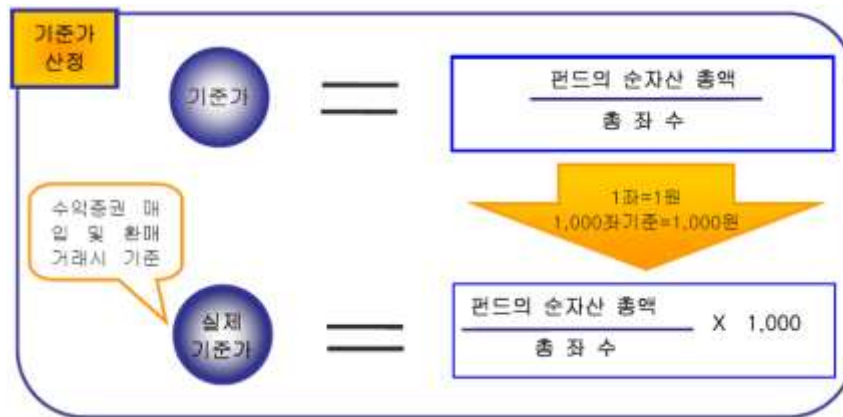 기준가
산정
기준가
펀드의 순자산 총액
총 좌 수
1좌=1원
1,000좌기준=1,000원
수익증권 매
입 및 환매
거래시 기준
실제
기준가
펀드의 순자산 총액
총 좌 수
X 1,000